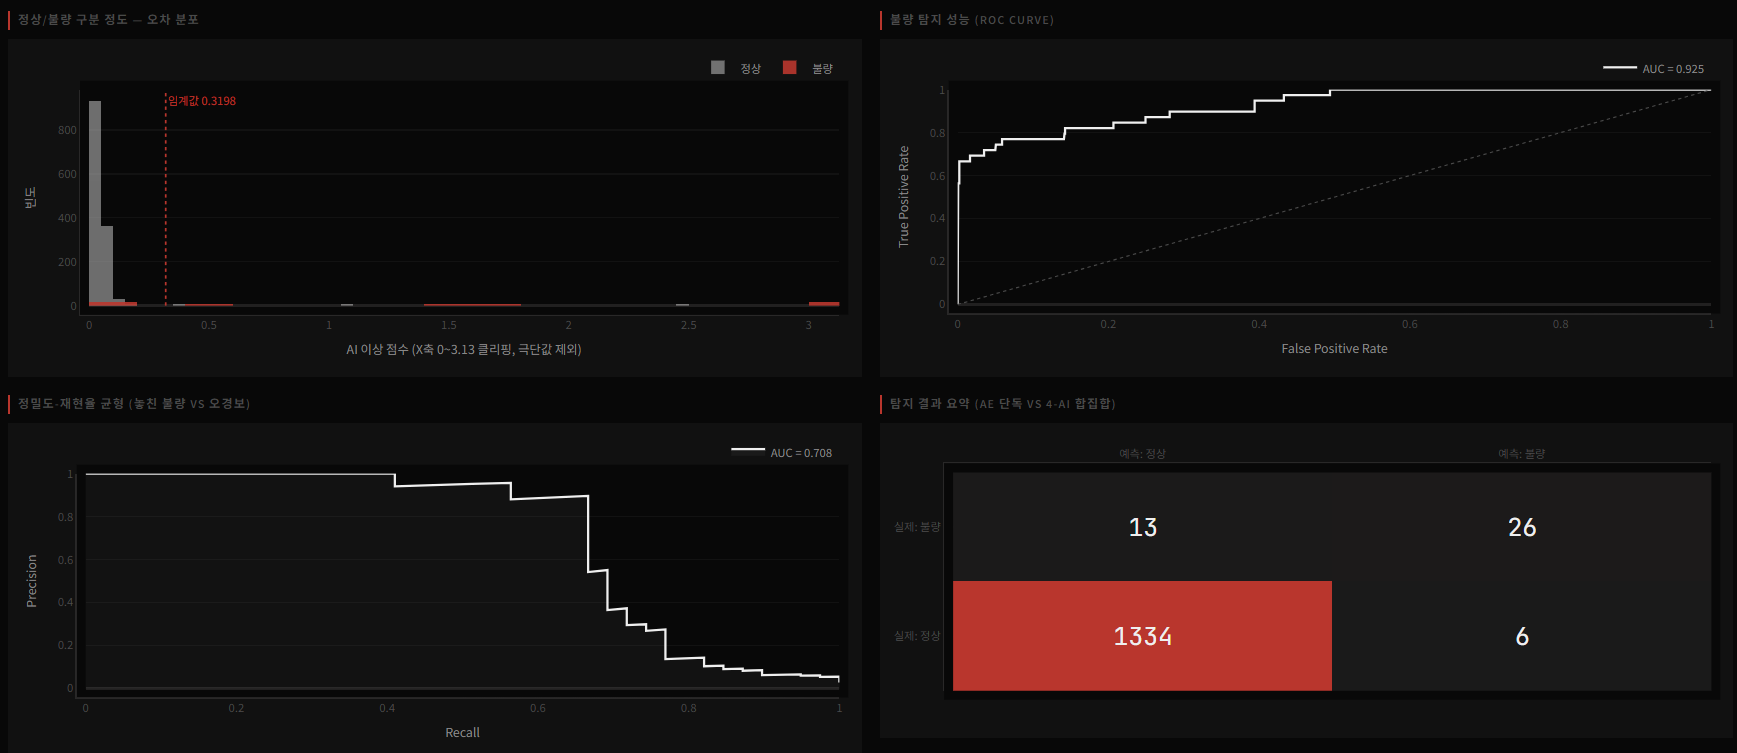 정상/불량 구분 정도 — 오차 분포
정상 불량
임계값 0.3198
빈도
800
600
400
200
0
0 0.5 1 1.5 2 2.5 3
AI 이상 점수 (X축 0~3.13 클리핑, 극단값 제외)
불량 탐지 성능 (ROC CURVE)
AUC = 0.925
True Positive Rate
1
0.8
0.6
0.4
0.2
0
0 0.2 0.4 0.6 0.8 1
False Positive Rate
정밀도-재현율 균형 (놓친 불량 VS 오경보)
AUC = 0.708
Precision
1
0.8
0.6
0.4
0.2
0
0 0.2 0.4 0.6 0.8 1
Recall
탐지 결과 요약 (AE 단독 VS 4-AI 합집합)
예측: 정상 예측: 불량
실제: 불량 13 26
실제: 정상 1334 6